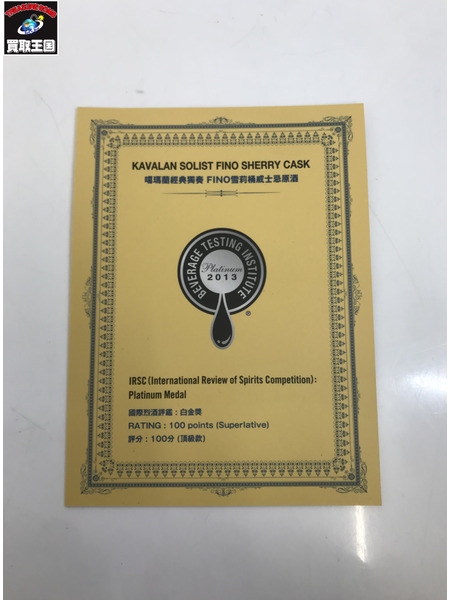 買取王国
KAVALAN SOLIST FINO SHERRY CASK
噶瑪蘭經典獨奏 FINO雪莉桶威士忌原酒
BEVERAGE TESTING INSTITUTE
Platinum
2013
®
IRSC (International Review of Spirits Competition):
Platinum Medal
國際烈酒評鑑：白金獎
RATING : 100 points (Superlative)
評分 : 100分 (頂級款)